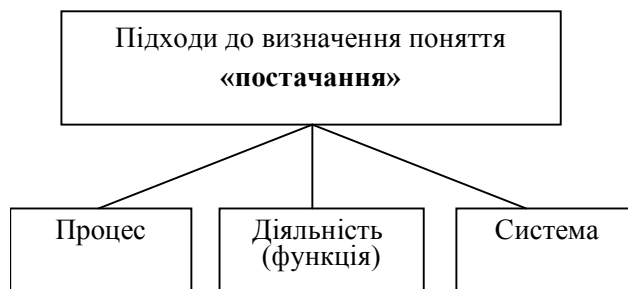 Підходи до визначення поняття
«постачання»
Процес
Діяльність
(функція)
Система